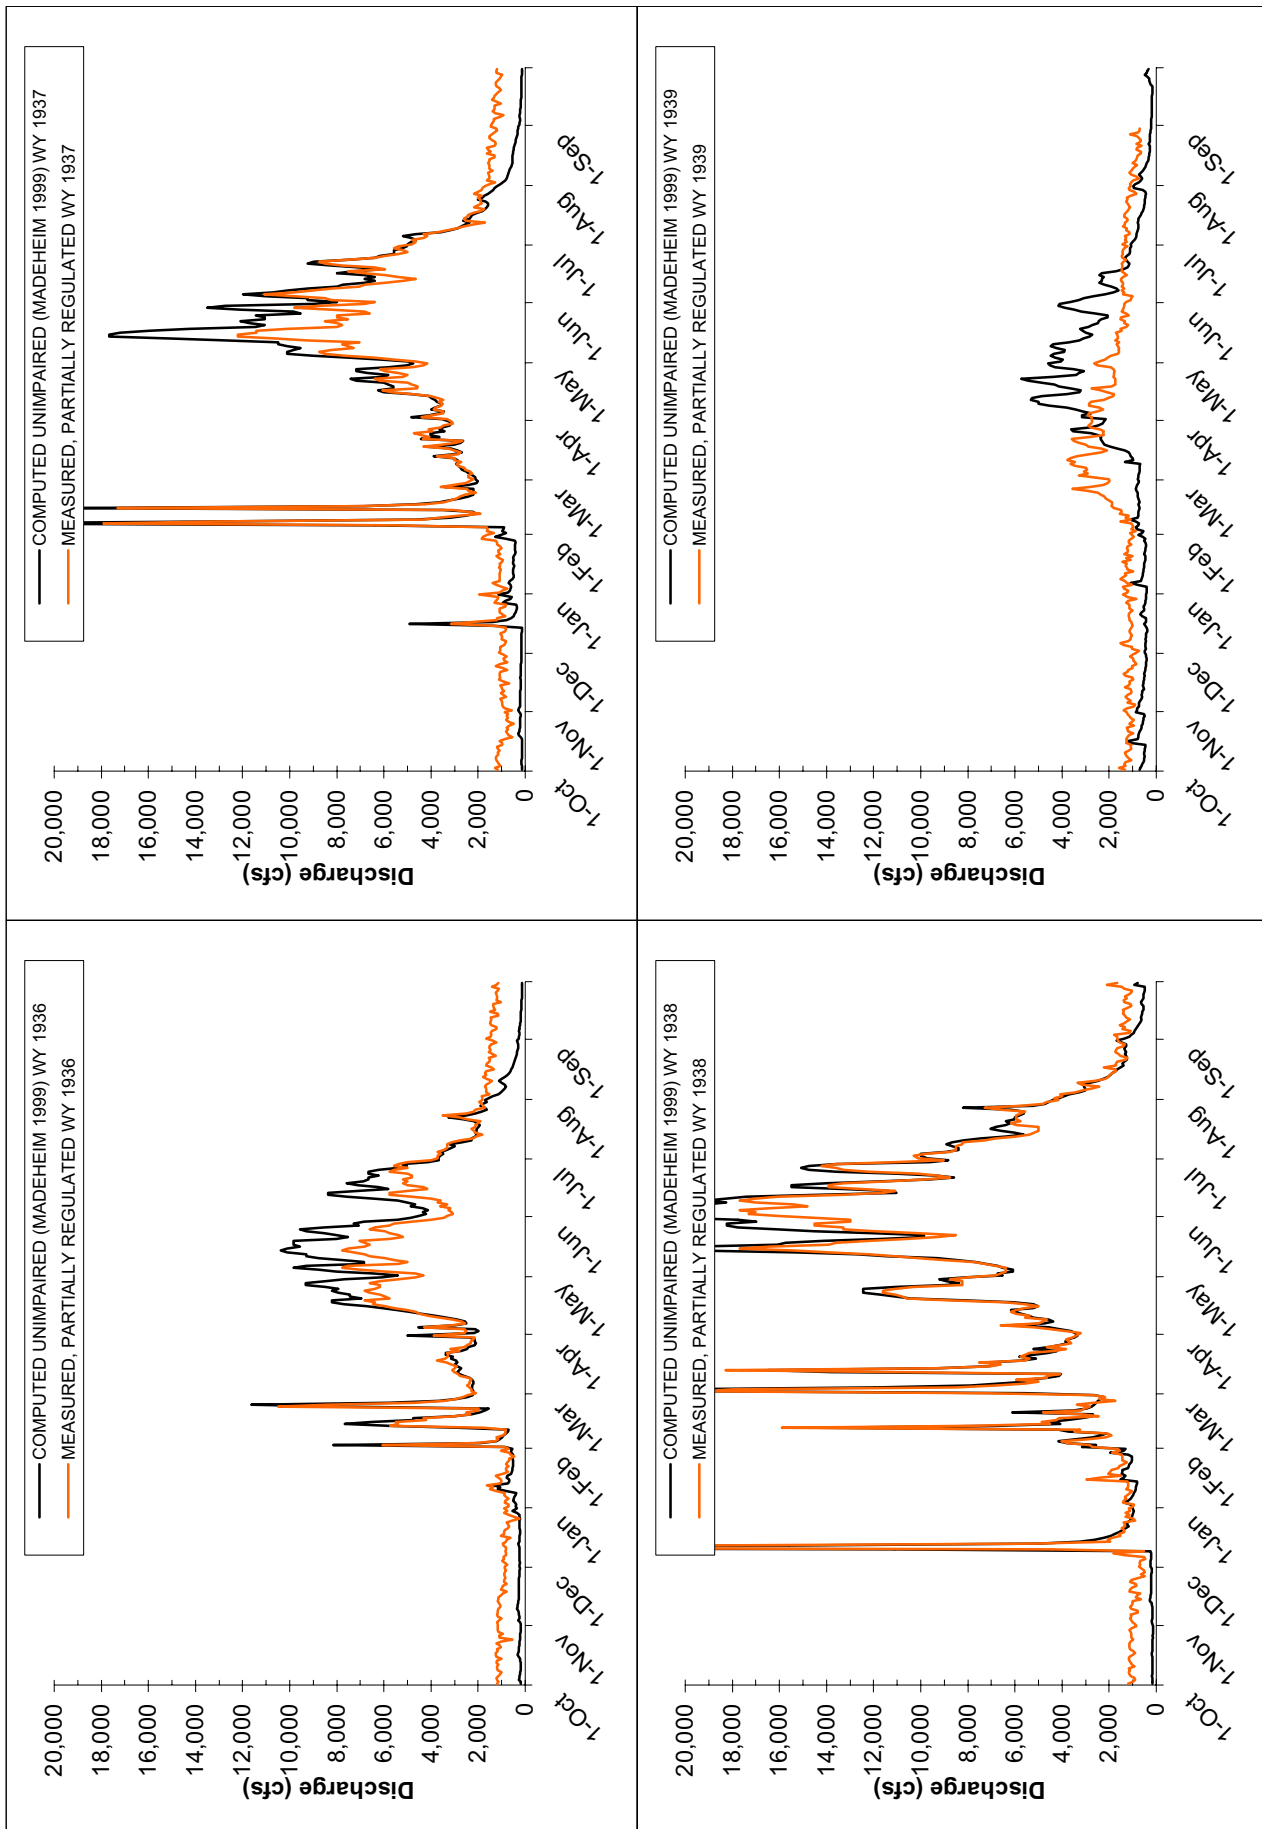 COMPUTED UNIMPAIRED (MADEHEIM 1999) WY 1936
MEASURED, PARTIALLY REGULATED WY 1936
20,000
18,000
16,000
14,000
12,000
10,000
8,000
6,000
4,000
2,000
0
Discharge (cfs)
1-Oct
1-Nov
1-Dec
1-Jan
1-Feb
1-Mar
1-Apr
1-May
1-Jun
1-Jul
1-Aug
1-Sep
COMPUTED UNIMPAIRED (MADEHEIM 1999) WY 1937
MEASURED, PARTIALLY REGULATED WY 1937
20,000
18,000
16,000
14,000
12,000
10,000
8,000
6,000
4,000
2,000
0
Discharge (cfs)
1-Oct
1-Nov
1-Dec
1-Jan
1-Feb
1-Mar
1-Apr
1-May
1-Jun
1-Jul
1-Aug
1-Sep
COMPUTED UNIMPAIRED (MADEHEIM 1999) WY 1938
MEASURED, PARTIALLY REGULATED WY 1938
20,000
18,000
16,000
14,000
12,000
10,000
8,000
6,000
4,000
2,000
0
Discharge (cfs)
1-Oct
1-Nov
1-Dec
1-Jan
1-Feb
1-Mar
1-Apr
1-May
1-Jun
1-Jul
1-Aug
1-Sep
COMPUTED UNIMPAIRED (MADEHEIM 1999) WY 1939
MEASURED, PARTIALLY REGULATED WY 1939
20,000
18,000
16,000
14,000
12,000
10,000
8,000
6,000
4,000
2,000
0
Discharge (cfs)
1-Oct
1-Nov
1-Dec
1-Jan
1-Feb
1-Mar
1-Apr
1-May
1-Jun
1-Jul
1-Aug
1-Sep